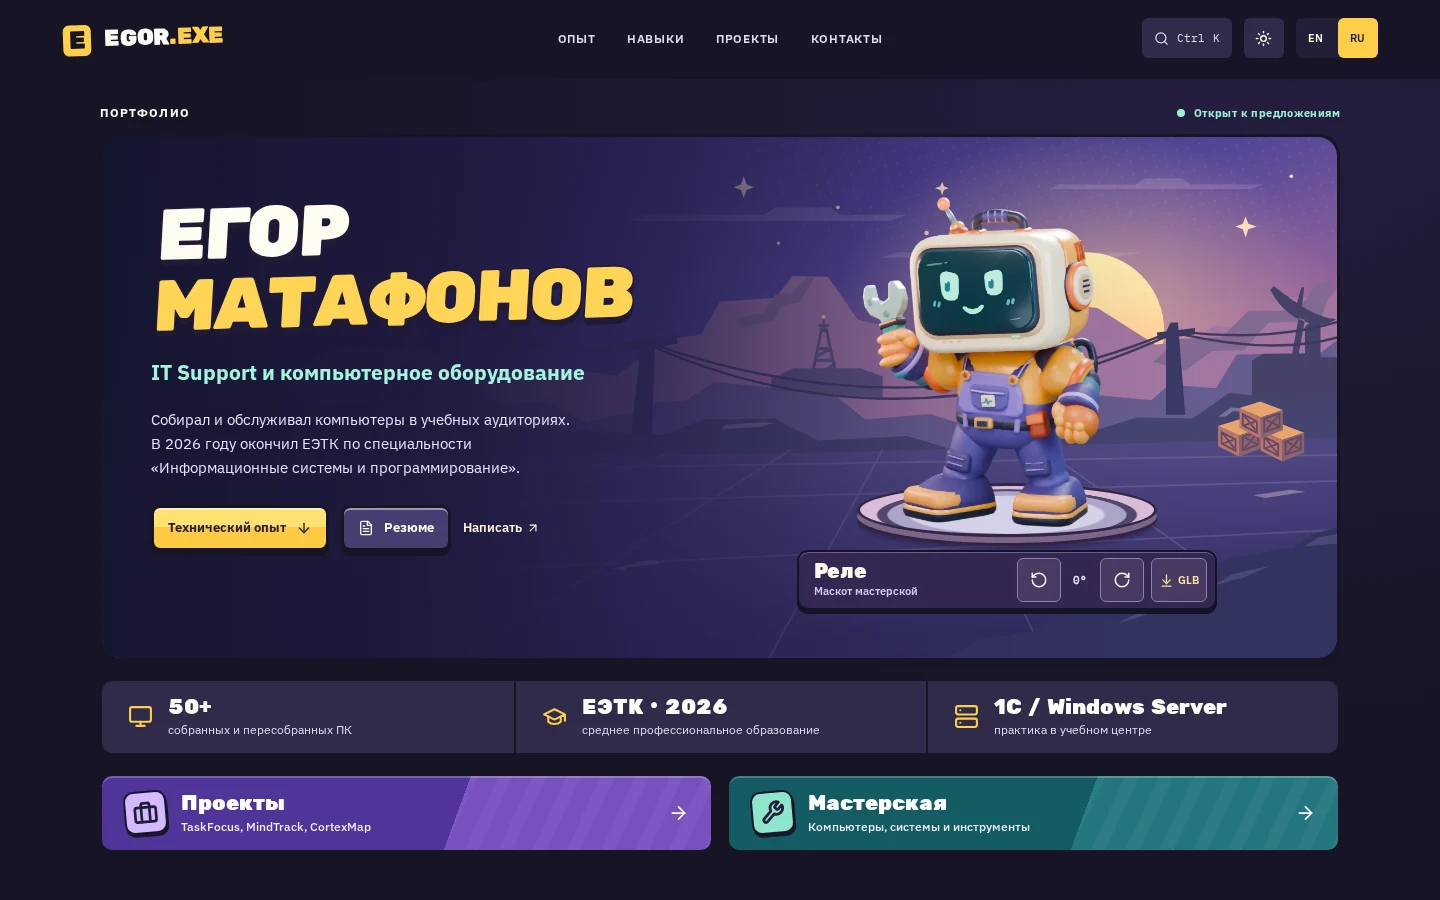 E EGOR.EXE
ОПЫТ НАВЫКИ ПРОЕКТЫ КОНТАКТЫ
Ctrl K
EN RU
ПОРТФОЛИО
Открыт к предложениям
ЕГОР
МАТАФОНОВ
IT Support и компьютерное оборудование
Собирал и обслуживал компьютеры в учебных аудиториях.
В 2026 году окончил ЕЭТК по специальности
«Информационные системы и программирование».
Технический опыт
Резюме
Написать
Реле
Маскот мастерской
0°
GLB
50+
собранных и пересобранных ПК
ЕЭТК • 2026
среднее профессиональное образование
1С / Windows Server
практика в учебном центре
Проекты
TaskFocus, MindTrack, CortexMap
Мастерская
Компьютеры, системы и инструменты